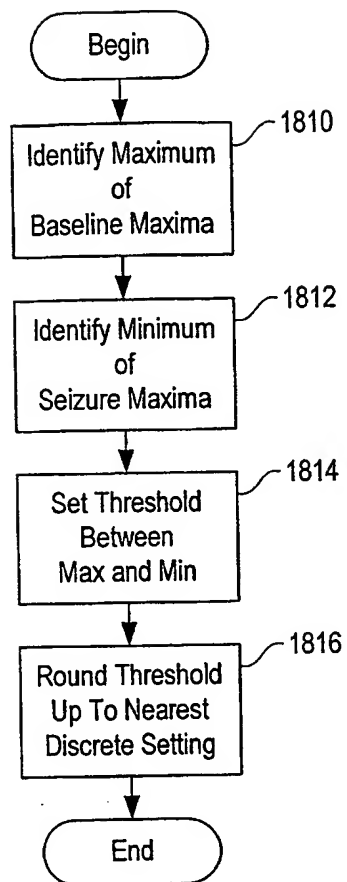 Begin
1810
Identify Maximum
of
Baseline Maxima
1812
Identify Minimum
of
Seizure Maxima
1814
Set Threshold
Between
Max and Min
1816
Round Threshold
Up To Nearest
Discrete Setting
End